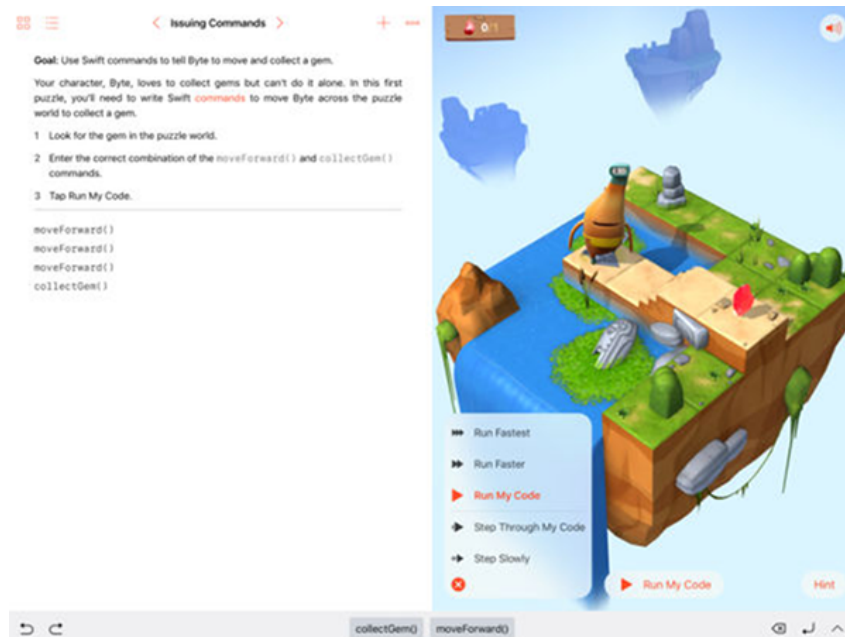 Issuing Commands
0/1
Goal: Use Swift commands to tell Byte to move and collect a gem.
Your character, Byte, loves to collect gems but can't do it alone. In this first
puzzle, you'll need to write Swift commands to move Byte across the puzzle
world to collect a gem.
1 Look for the gem in the puzzle world.
2 Enter the correct combination of the moveForward() and collectGem()
commands.
3 Tap Run My Code.
moveForward()
moveForward()
moveForward()
collectGem()
Run Fastest
Run Faster
Run My Code
Step Through My Code
Step Slowly
Run My Code
Hint
collectGem()
moveForward()